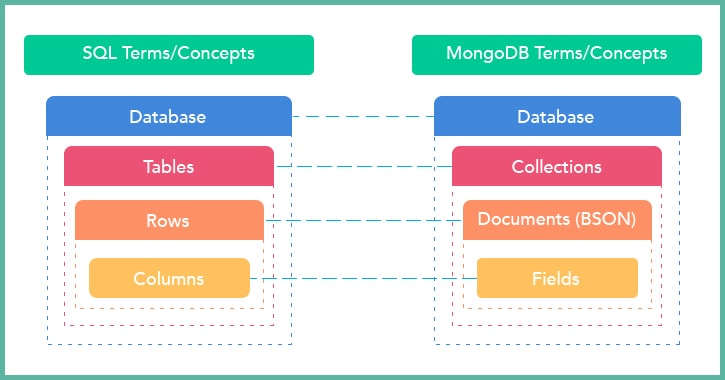 SQL Terms/Concepts
MongoDB Terms/Concepts
Database
Database
Tables
Collections
Rows
Documents (BSON)
Columns
Fields